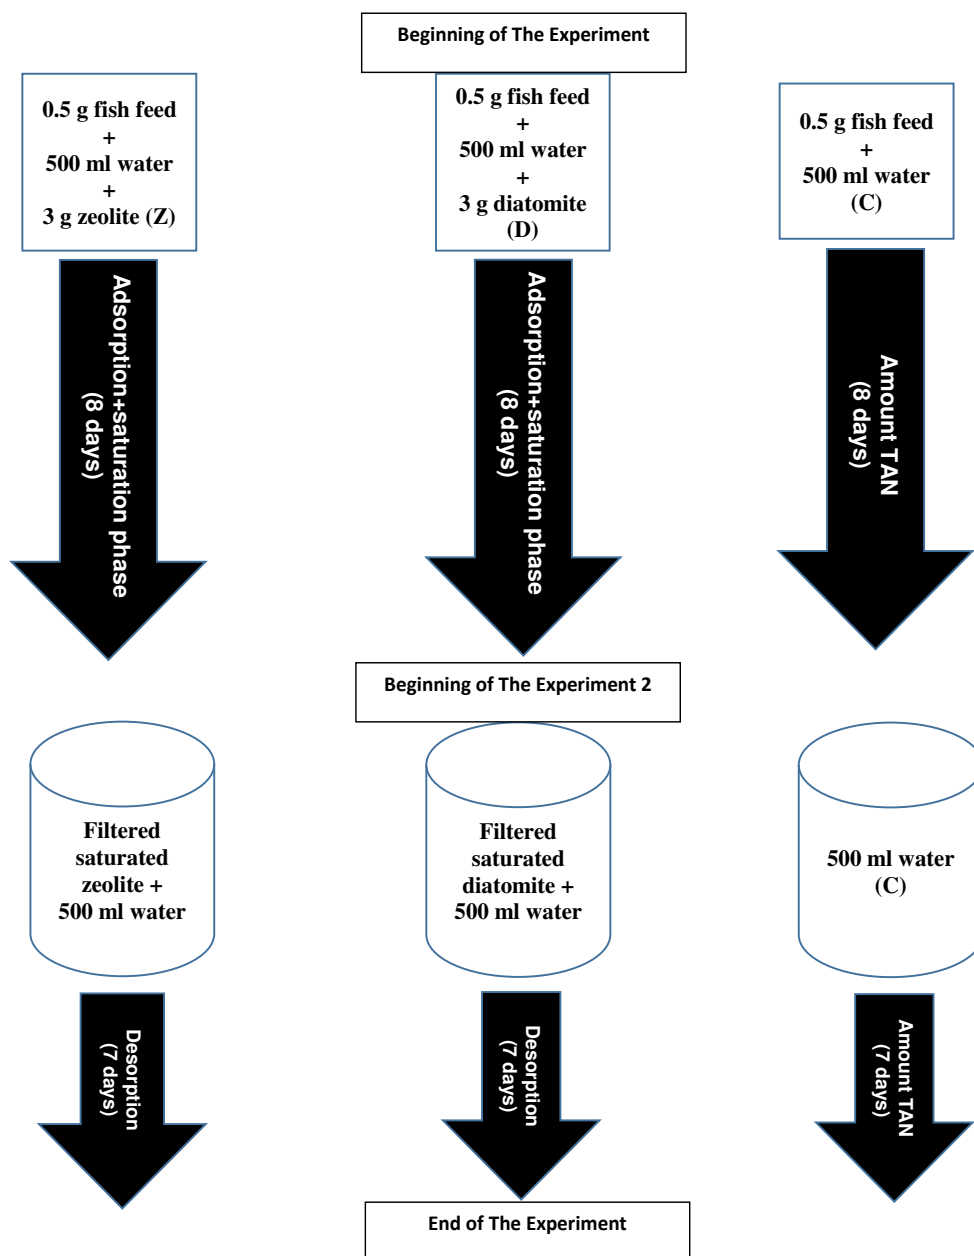 Beginning of The Experiment
0.5 g fish feed
+
500 ml water
+
3 g zeolite (Z)
0.5 g fish feed
+
500 ml water
+
3 g diatomite
(D)
0.5 g fish feed
+
500 ml water
(C)
Adsorption+saturation phase
(8 days)
Adsorption+saturation phase
(8 days)
Amount TAN
(8 days)
Beginning of The Experiment 2
Filtered
saturated
zeolite +
500 ml water
Filtered
saturated
diatomite +
500 ml water
500 ml water
(C)
Desorption
(7 days)
Desorption
(7 days)
Amount TAN
(7 days)
End of The Experiment